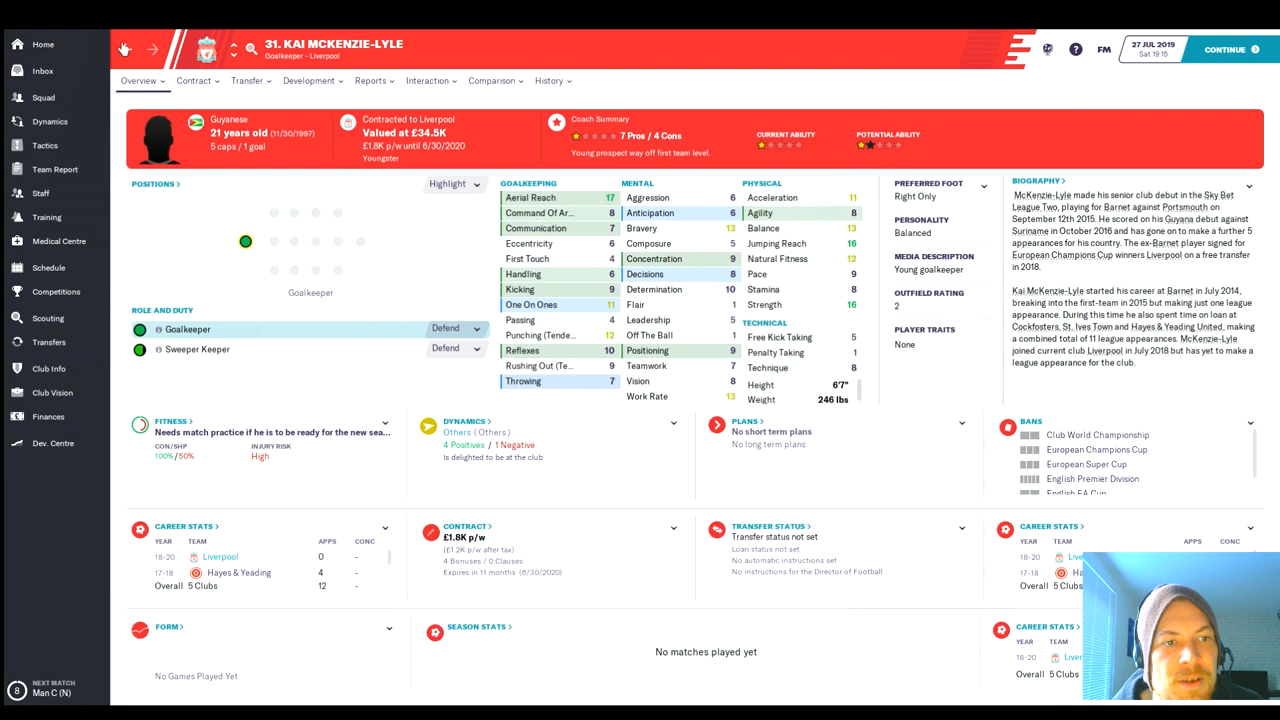 Home
Inbox
Squad
Dynamics
Tactics
Team Report
Staff
Training
Medical Centre
Schedule
Competitions
Scouting
Transfers
Club Info
Club Vision
Finances
Dev. Centre
8
NEXT MATCH
Man C (N)
31. KAI MCKENZIE-LYLE
Goalkeeper - Liverpool
?
FM
27 JUL 2019
Sat 19:15
CONTINUE
Overview Contract Transfer Development Reports Interaction Comparison History
Guyanese
21 years old (11/30/1997)
5 caps / 1 goal
Contracted to Liverpool
Valued at £34.5K
£1.8K p/w until 6/30/2020
Youngster
Coach Summary
7 Pros / 4 Cons
Young prospect way off first team level.
CURRENT ABILITY
POTENTIAL ABILITY
POSITIONS
Highlight
Goalkeeper
ROLE AND DUTY
Goalkeeper Defend
Sweeper Keeper Defend
GOALKEEPING
Aerial Reach 17
Command Of Ar... 8
Communication 7
Eccentricity 6
First Touch 4
Handling 6
Kicking 9
One On Ones 11
Passing 4
Punching (Tende... 12
Reflexes 10
Rushing Out (Te... 9
Throwing 7
MENTAL
Aggression 6
Anticipation 6
Bravery 13
Composure 5
Concentration 9
Decisions 8
Determination 10
Flair 1
Leadership 5
Off The Ball 1
Positioning 9
Teamwork 7
Vision 8
Work Rate 13
PHYSICAL
Acceleration 11
Agility 8
Balance 13
Jumping Reach 16
Natural Fitness 12
Pace 9
Stamina 8
Strength 16
TECHNICAL
Free Kick Taking 5
Penalty Taking 1
Technique 8
Height 6'7"
Weight 246 lbs
PREFERRED FOOT
Right Only
PERSONALITY
Balanced
MEDIA DESCRIPTION
Young goalkeeper
OUTFIELD RATING
2
PLAYER TRAITS
None
BIOGRAPHY
McKenzie-Lyle made his senior club debut in the Sky Bet
League Two, playing for Barnet against Portsmouth on
September 12th 2015. He scored on his Guyana debut against
Suriname in October 2016 and has gone on to make a further 5
appearances for his country. The ex-Barnet player signed for
European Champions Cup winners Liverpool on a free transfer
in 2018.
Kai McKenzie-Lyle started his career at Barnet in July 2014,
breaking into the first-team in 2015 but making just one league
appearance. During this time he also spent time on loan at
Cockfosters, St. Ives Town and Hayes & Yeading United, making
a combined total of 11 league appearances. McKenzie-Lyle
joined current club Liverpool in July 2018 but has yet to make a
league appearance for the club.
FITNESS
Needs match practice if he is to be ready for the new sea...
CON/SHP INJURY RISK
100% / 50% High
DYNAMICS
Others ( Others )
4 Positives / 1 Negative
Is delighted to be at the club
PLANS
No short term plans
No long term plans
BANS
Club World Championship
European Champions Cup
European Super Cup
English Premier Division
English FA Cup
CAREER STATS
YEAR TEAM APPS CONC
18-20 Liverpool 0 -
17-18 Hayes & Yeading 4 -
Overall 5 Clubs 12 -
CONTRACT
£1.8K p/w
(£1.2K p/w after tax)
4 Bonuses / 0 Clauses
Expires in 11 months (6/30/2020)
TRANSFER STATUS
Transfer status not set
Loan status not set
No automatic instructions set
No instructions for the Director of Football
CAREER STATS
YEAR TEAM APPS CONC
18-20 Live
17-18 Ha
Overall 5 Clubs
FORM
No Games Played Yet
SEASON STATS
No matches played yet
CAREER STATS
YEAR TEAM
18-20 Liver
Overall 5 Clubs